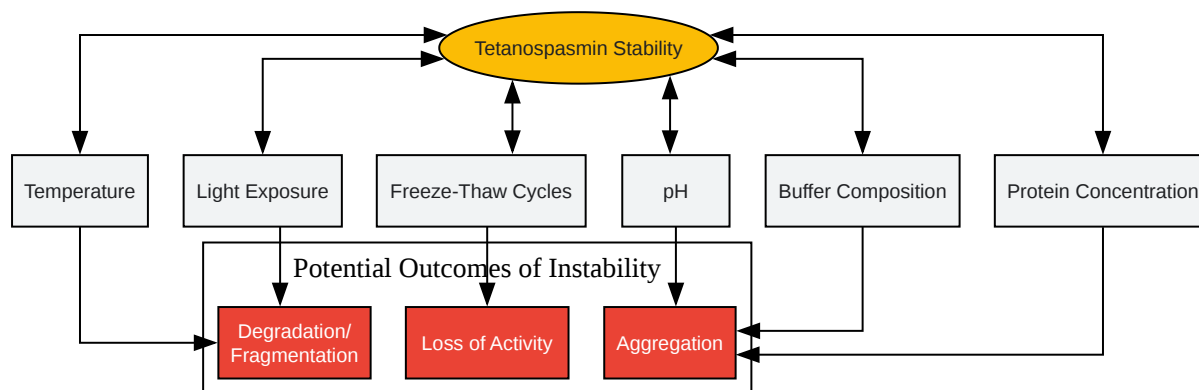 Tetanospasmin Stability
Temperature
Light Exposure
Freeze-Thaw Cycles
pH
Buffer Composition
Protein Concentration
Potential Outcomes of Instability
Degradation/
Fragmentation
Loss of Activity
Aggregation